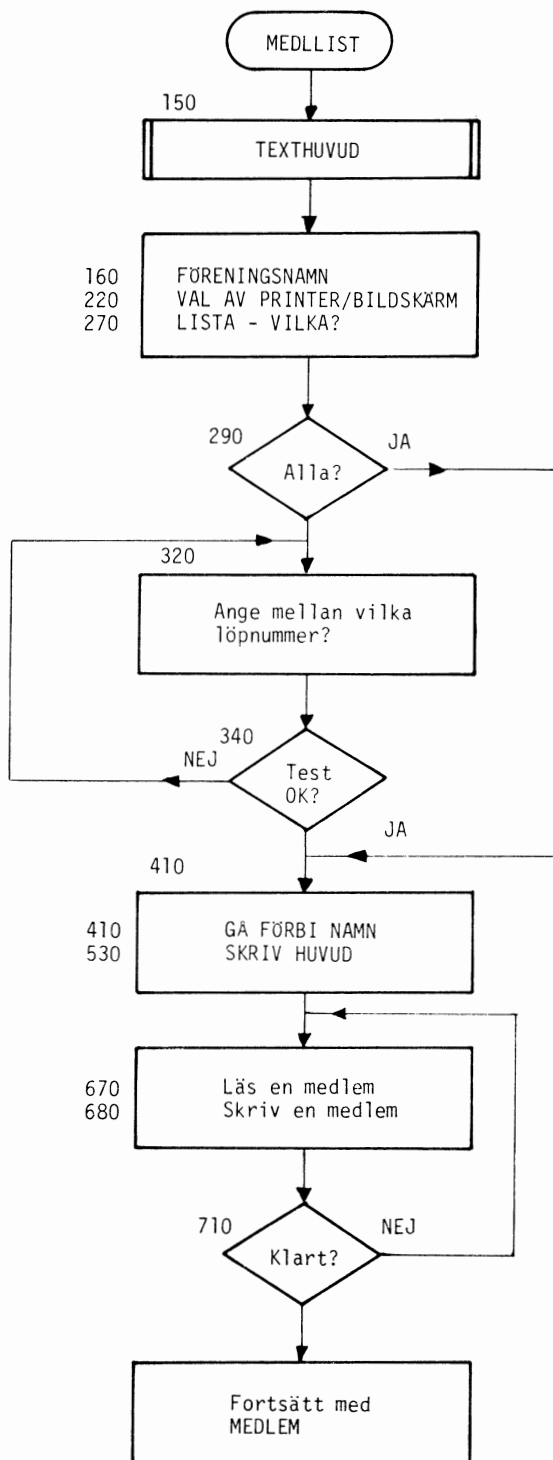 MEDLLIST
150
TEXTHUVUD
160 FÖRENINGSNAMN
220 VAL AV PRINTER/BILDSKÄRM
270 LISTA - VILKA?
290
JA
Alla?
320
Ange mellan vilka
löpnummer?
340
NEJ
Test
OK?
JA
410
410 GÅ FÖRBI NAMN
530 SKRIV HUVUD
670 Läs en medlem
680 Skriv en medlem
710
NEJ
Klart?
Fortsätt med
MEDLEM